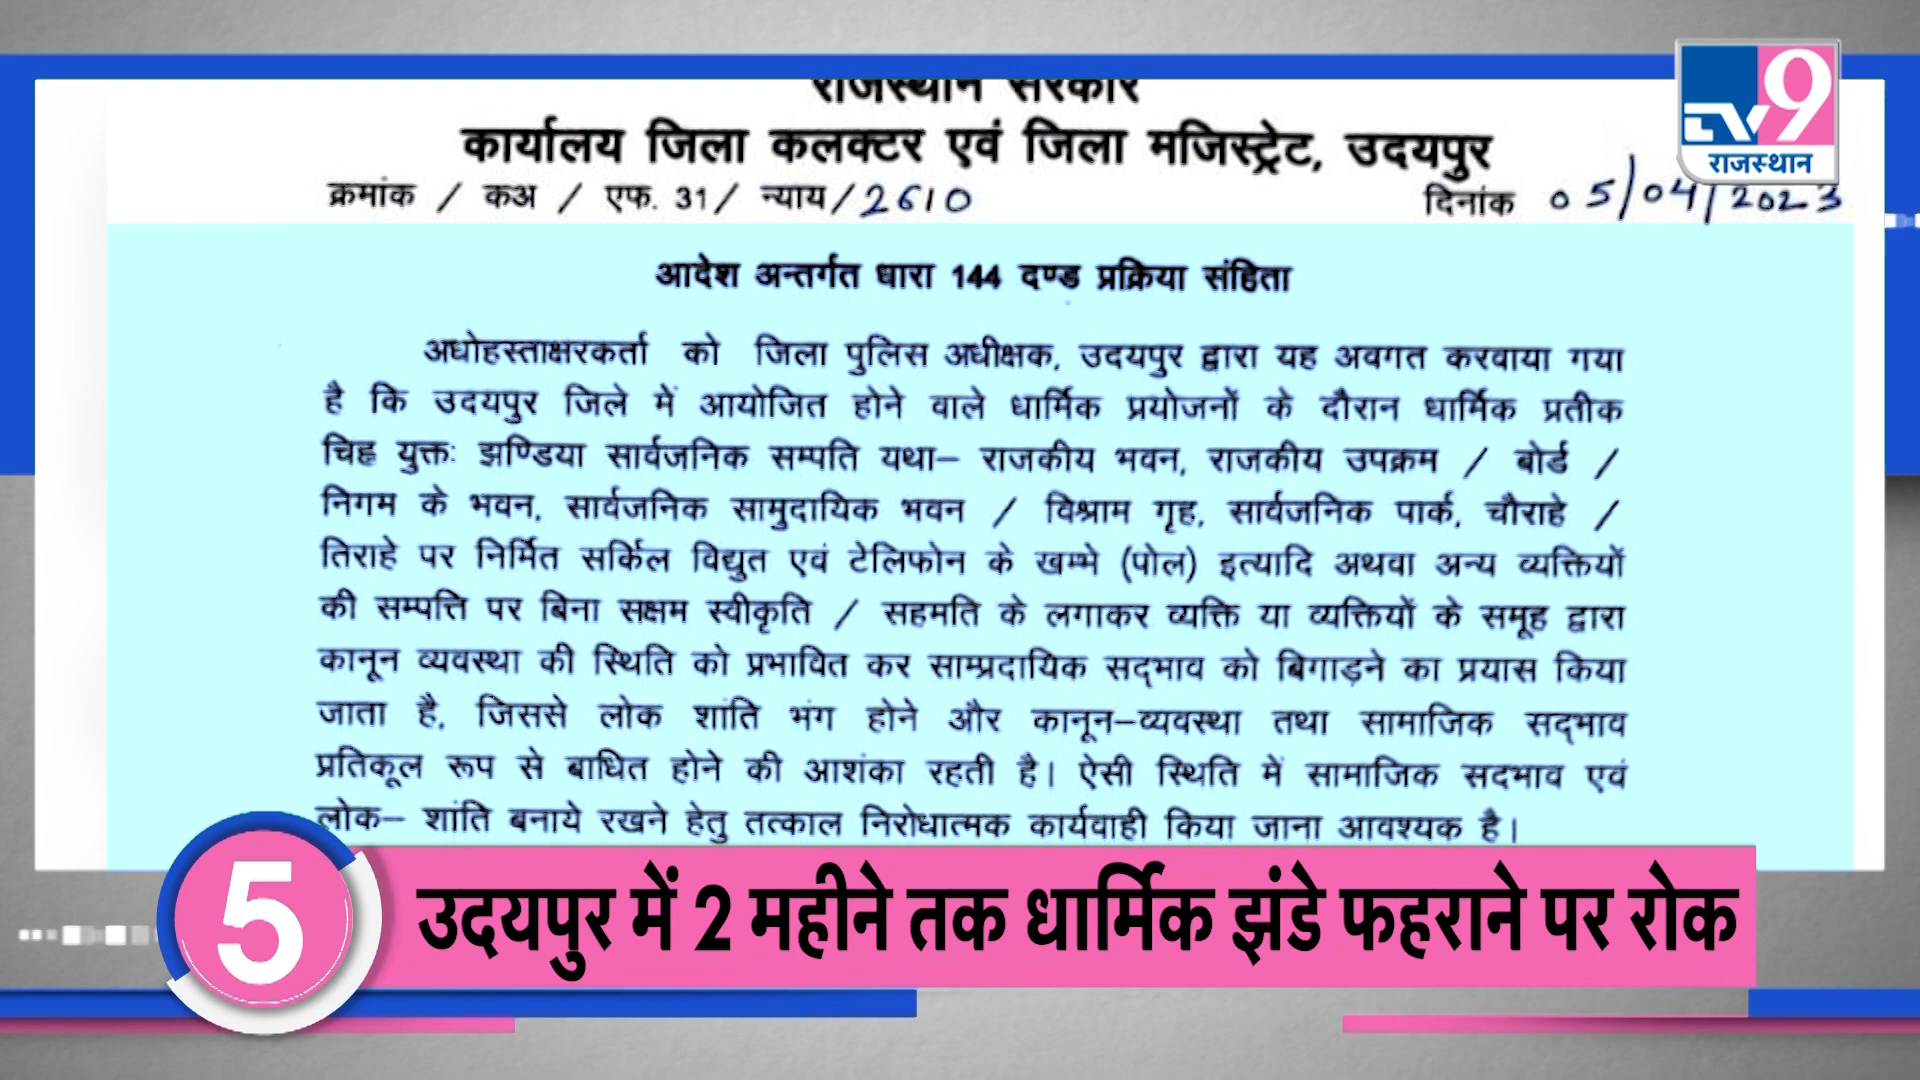 राजस्थान सरकार
कार्यालय जिला कलक्टर एवं जिला मजिस्ट्रेट, उदयपुर
क्रमांक / कअ / एफ. 31 / न्याय / 2610 दिनांक 05/04/2023
TV9
राजस्थान
आदेश अन्तर्गत धारा 144 दण्ड प्रक्रिया संहिता
अधोहस्ताक्षरकर्ता को जिला पुलिस अधीक्षक, उदयपुर द्वारा यह अवगत करवाया गया
है कि उदयपुर जिले में आयोजित होने वाले धार्मिक प्रयोजनों के दौरान धार्मिक प्रतीक
चिह्न युक्तः झण्डिया सार्वजनिक सम्पति यथा– राजकीय भवन, राजकीय उपक्रम / बोर्ड /
निगम के भवन, सार्वजनिक सामुदायिक भवन / विश्राम गृह, सार्वजनिक पार्क, चौराहे /
तिराहे पर निर्मित सर्किल विद्युत एवं टेलिफोन के खम्भे (पोल) इत्यादि अथवा अन्य व्यक्तियों
की सम्पत्ति पर बिना सक्षम स्वीकृति / सहमति के लगाकर व्यक्ति या व्यक्तियों के समूह द्वारा
कानून व्यवस्था की स्थिति को प्रभावित कर साम्प्रदायिक सद्भाव को बिगाड़ने का प्रयास किया
जाता है, जिससे लोक शांति भंग होने और कानून–व्यवस्था तथा सामाजिक सद्भाव
प्रतिकूल रूप से बाधित होने की आशंका रहती है। ऐसी स्थिति में सामाजिक सदभाव एवं
लोक– शांति बनाये रखने हेतु तत्काल निरोधात्मक कार्यवाही किया जाना आवश्यक है।
5
उदयपुर में 2 महीने तक धार्मिक झंडे फहराने पर रोक